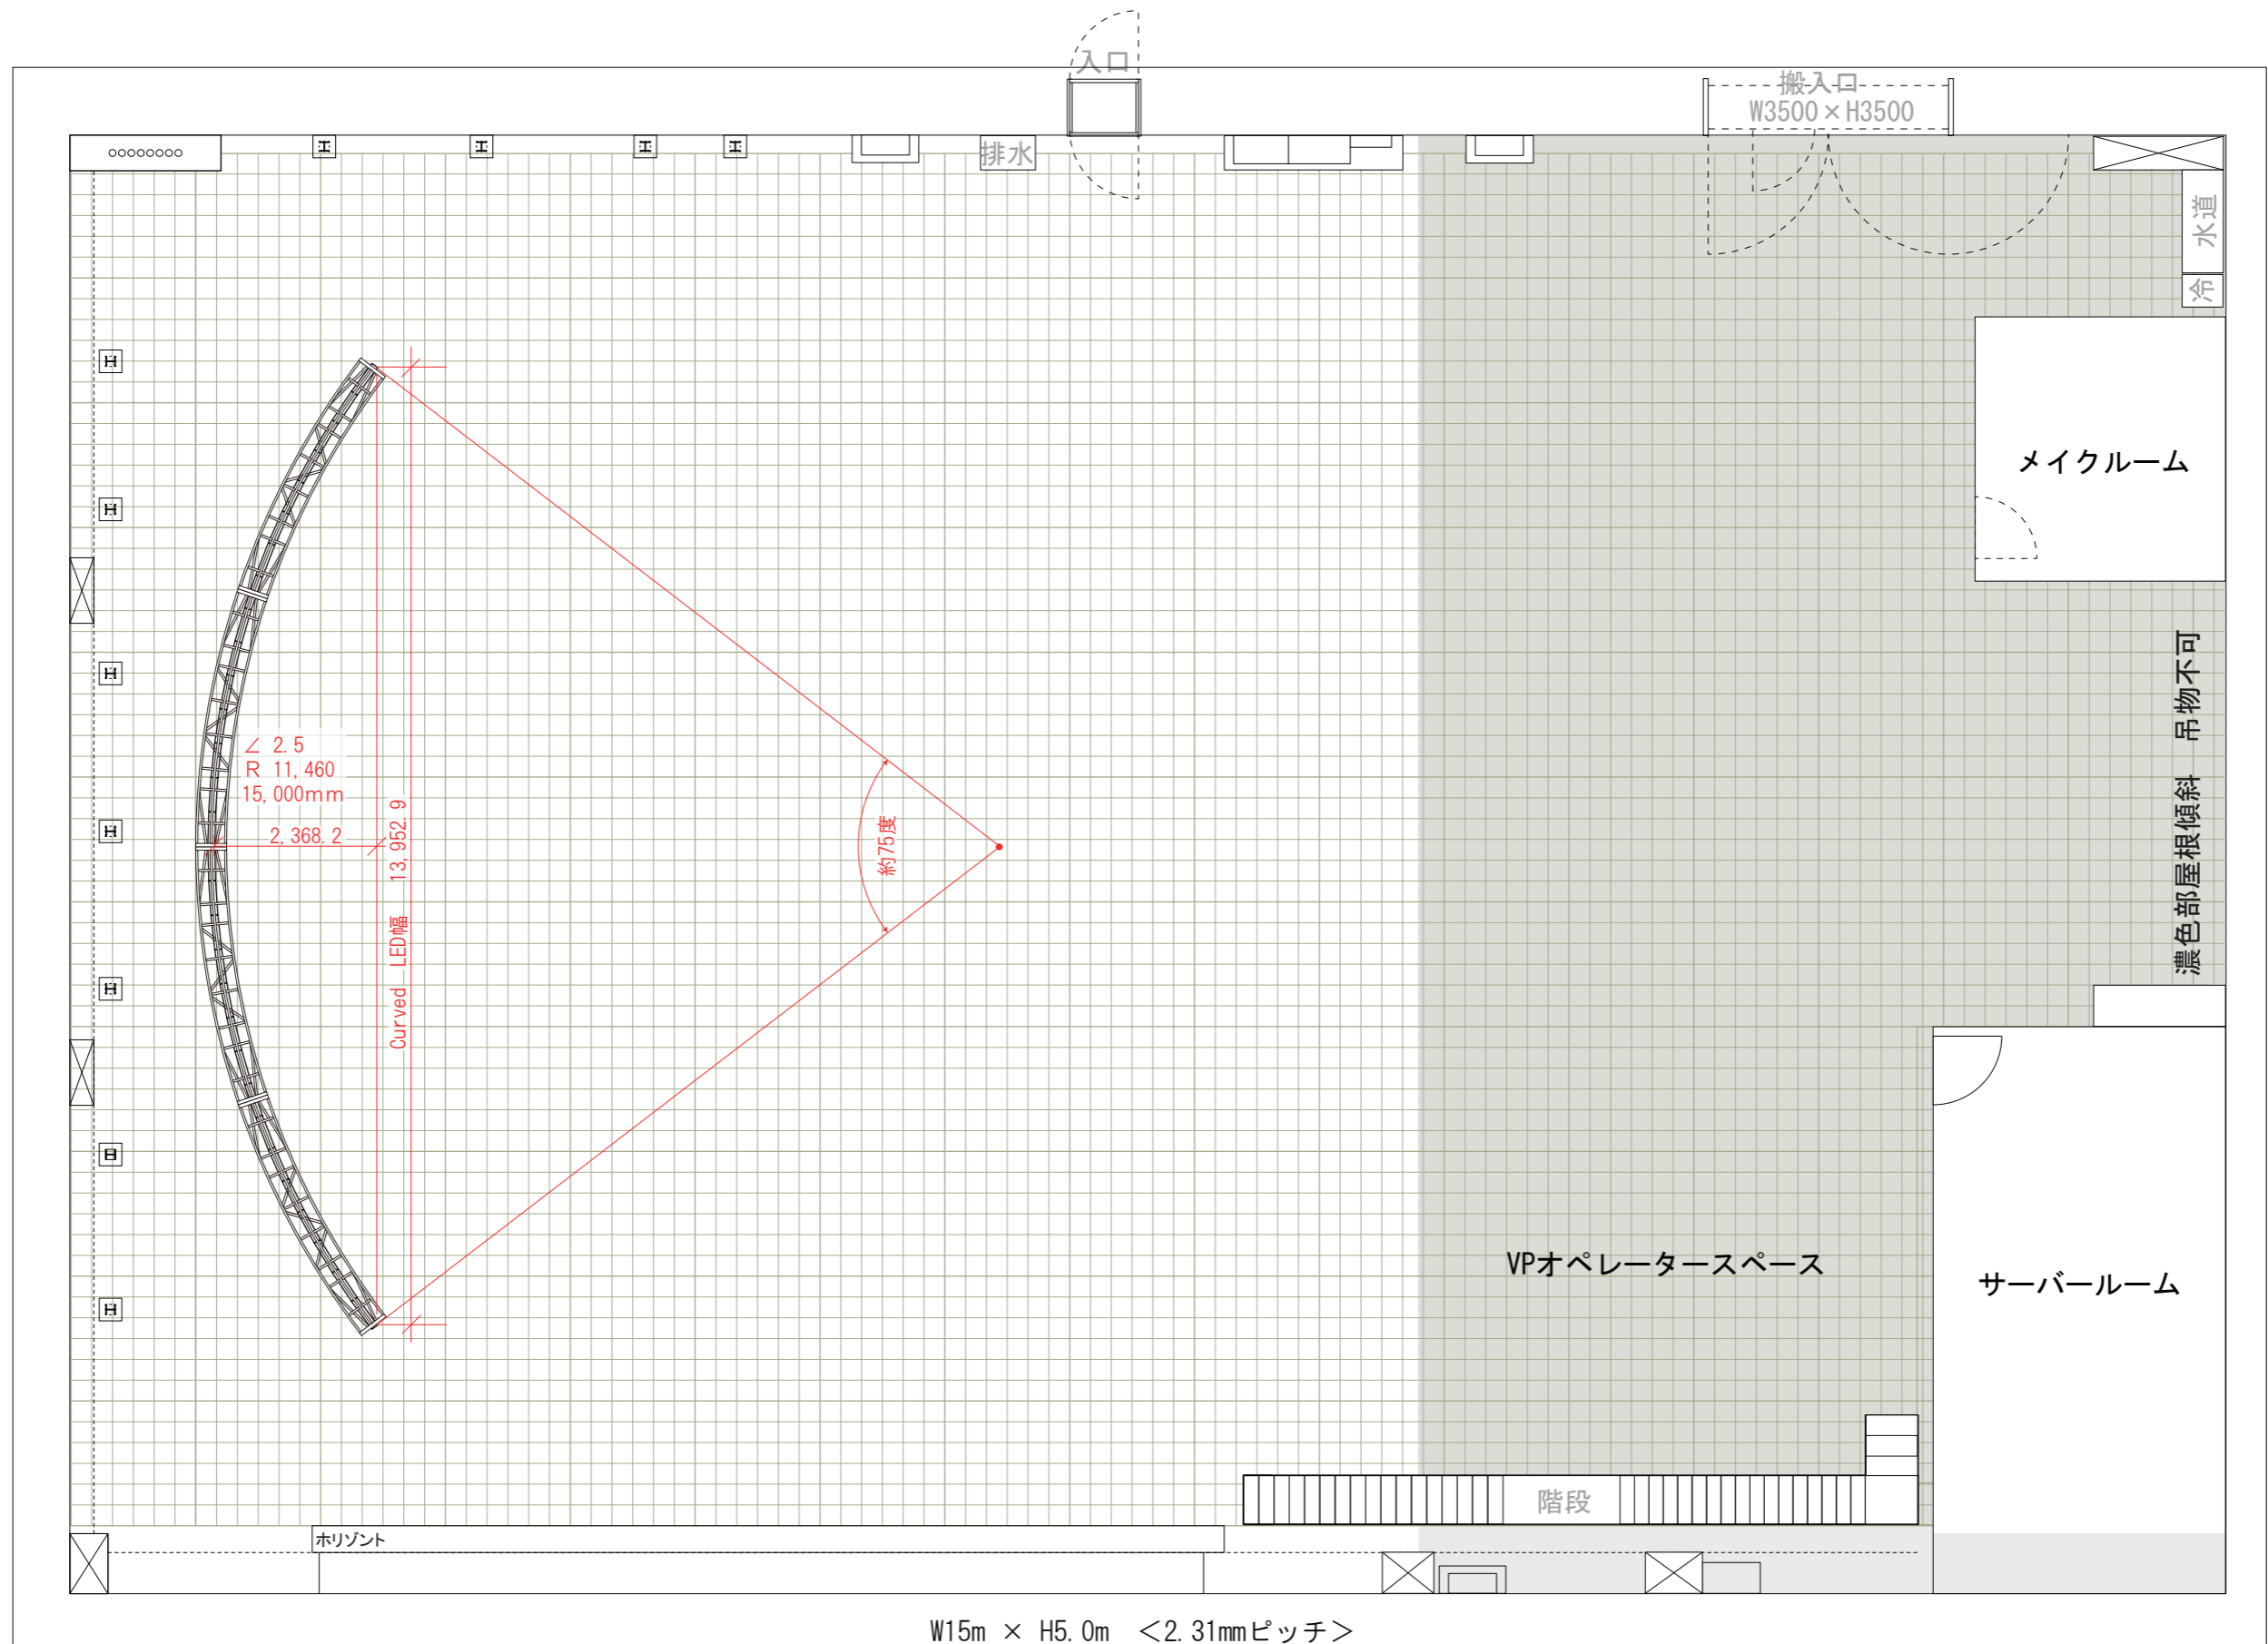 入口
搬入口
W3500×H3500
排水
水道
冷
メイクルーム
∠ 2.5
R 11,460
15,000mm
2,368.2
Curved LED幅 13,952.9
約75度
濃色部屋根傾斜 吊物不可
VPオペレータースペース
サーバールーム
階段
ホリゾント
W15m × H5.0m <2.31mmピッチ>